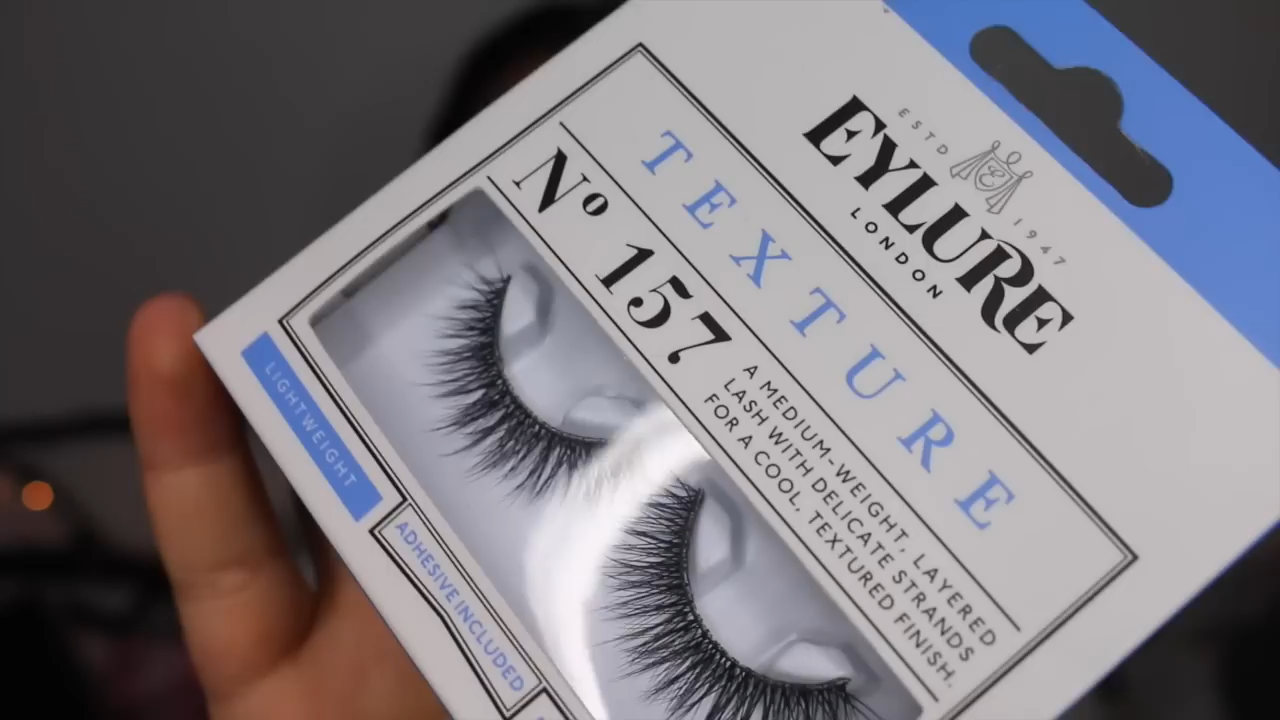 ESTD 1947
E
EYLURE
LONDON
TEXTURE
Nº 157
A MEDIUM-WEIGHT, LAYERED
LASH WITH DELICATE STRANDS
FOR A COOL, TEXTURED FINISH.
LIGHTWEIGHT
ADHESIVE INCLUDED